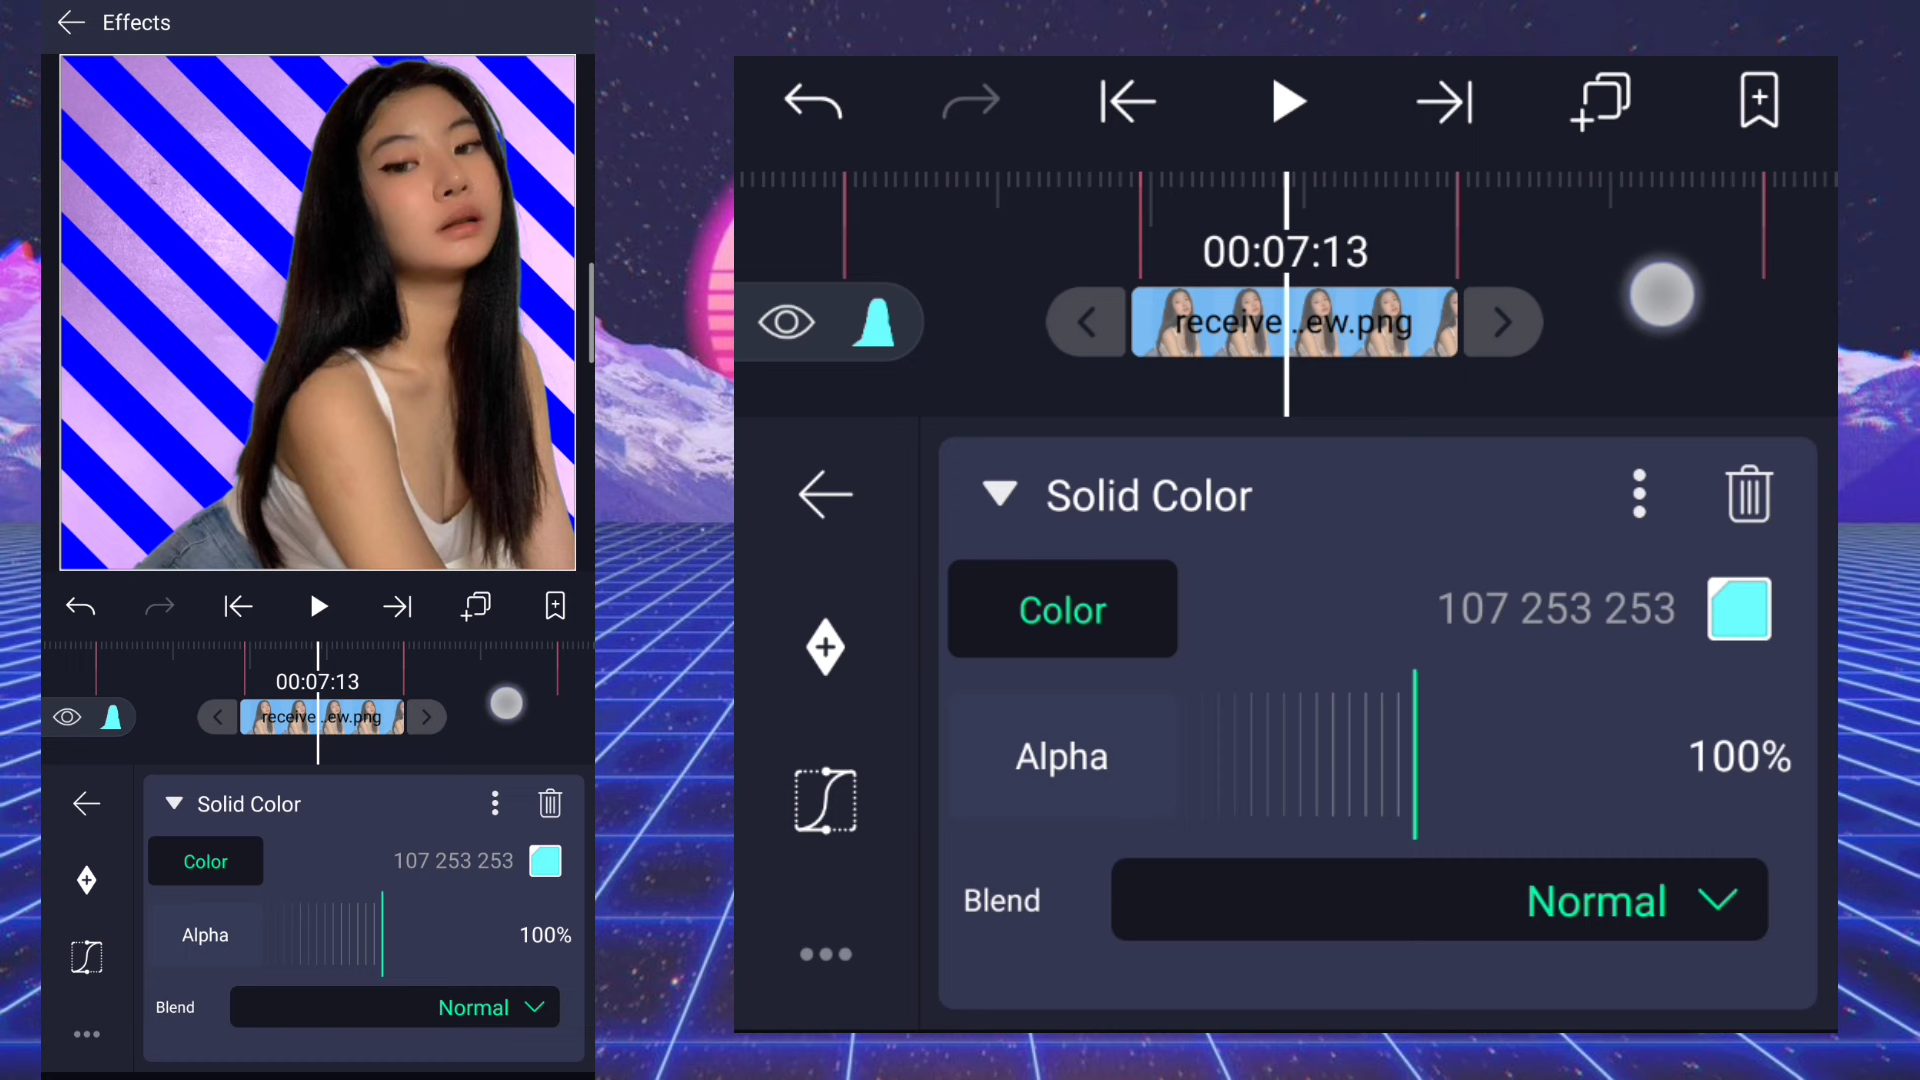 Effects
00:07:13
receive ..ew.png
Solid Color
Color
107 253 253
Alpha
100%
Blend
Normal
00:07:13
receive ..ew.png
Solid Color
Color
107 253 253
Alpha
100%
Blend
Normal